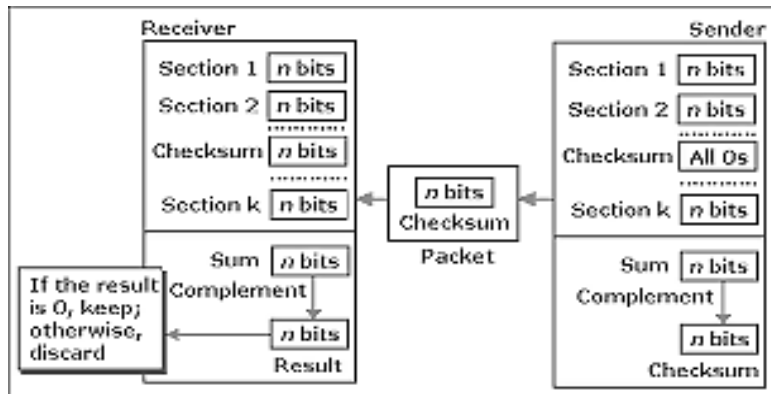 Receiver
Section 1 n bits
Section 2 n bits
Checksum n bits
Section k n bits
Sum n bits
Complement
n bits
Result
If the result
is 0, keep;
otherwise,
discard
n bits
Checksum
Packet
Sender
Section 1 n bits
Section 2 n bits
Checksum All 0s
Section k n bits
Sum n bits
Complement
n bits
Checksum